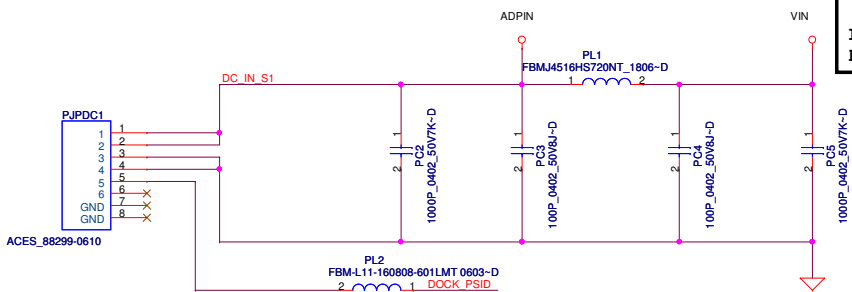 ADPIN
VIN
PL1
FBMJ4516HS720NT_1806~D
1
2
DC_IN_S1
PJPDC1
1 1
2 2
3 3
4 4
5 5
6 6
GND 7
GND 8
ACES_88299-0610
1
2
PC2
1000P_0402_50V7K~D
1
2
PC3
100P_0402_50V8J~D
1
2
PC4
100P_0402_50V8J~D
1
2
PC5
1000P_0402_50V7K~D
PL2
FBM-L11-160808-601LMT 0603~D
2
1
DOCK_PSID